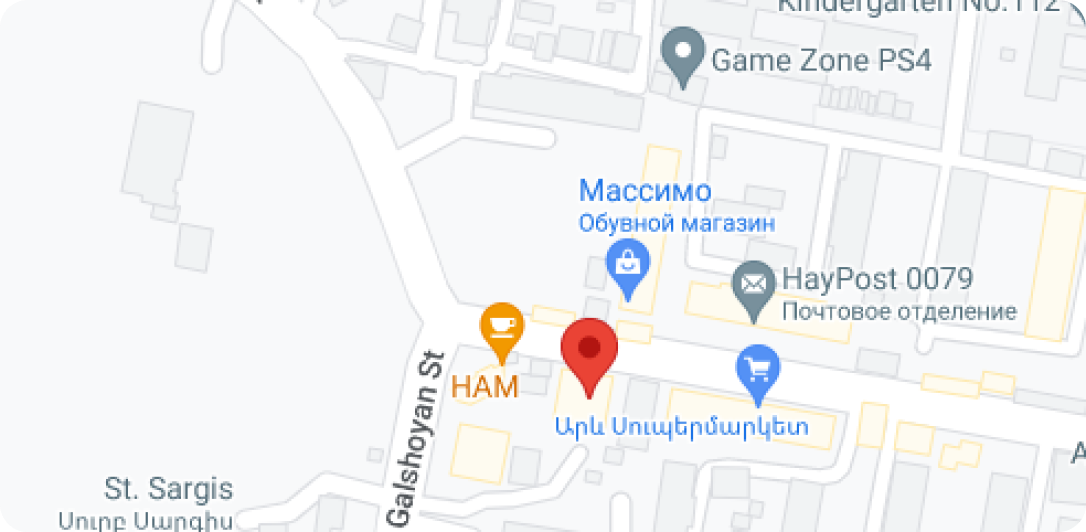 Kindergarten No.112
Game Zone PS4
Массимо
Обувной магазин
HayPost 0079
Почтовое отделение
HAM
Galshoyan St
Արև Սուպերմարկետ
St. Sargis
Սուրբ Սարգիս